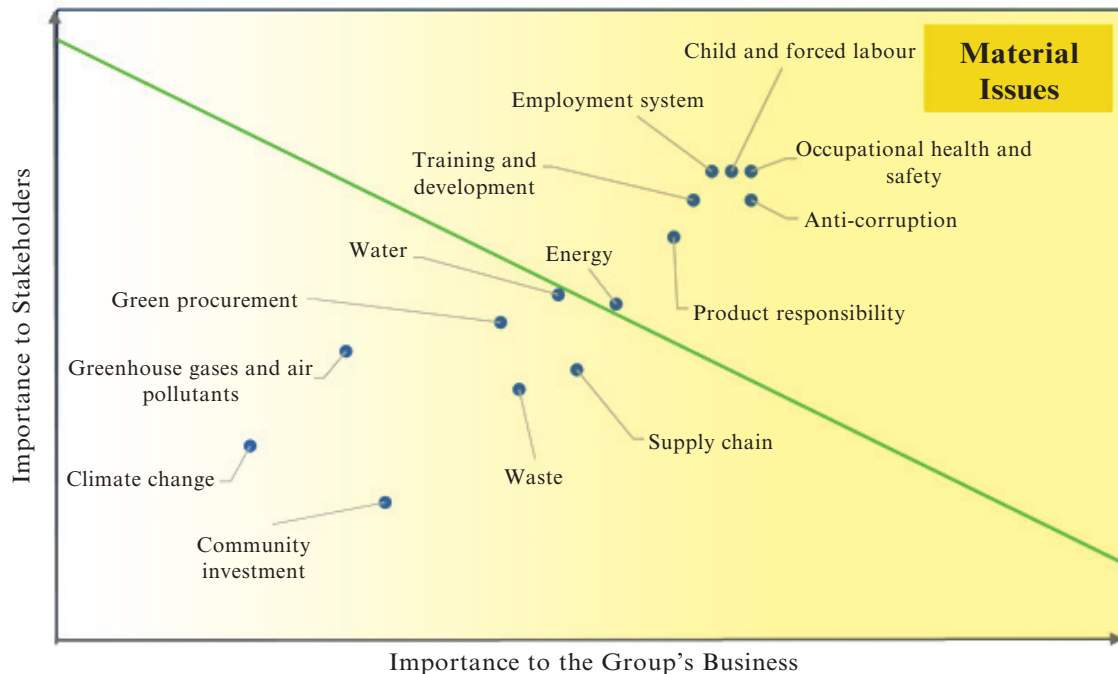 Material
Issues
Child and forced labour
Employment system
Training and
development
Occupational health and
safety
Anti-corruption
Water
Energy
Green procurement
Product responsibility
Greenhouse gases and air
pollutants
Supply chain
Climate change
Waste
Community
investment
Importance to Stakeholders
Importance to the Group's Business